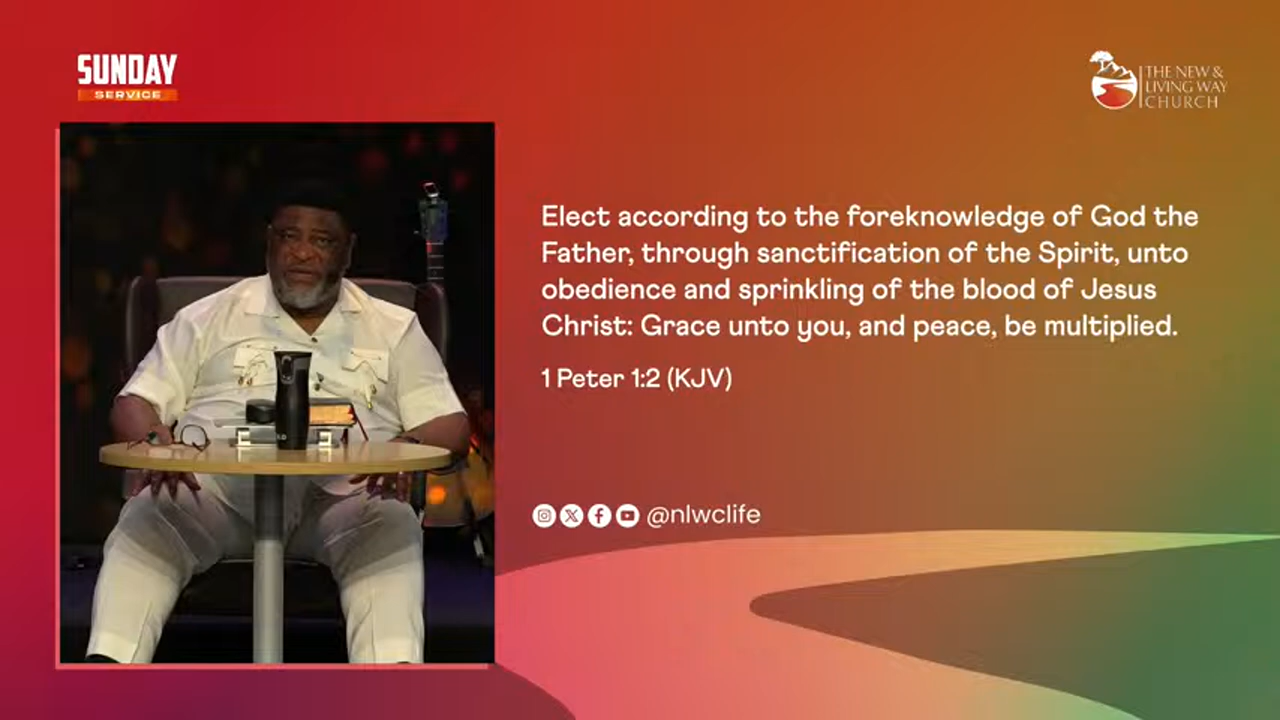 SUNDAY
SERVICE
THE NEW &
LIVING WAY
CHURCH
Elect according to the foreknowledge of God the
Father, through sanctification of the Spirit, unto
obedience and sprinkling of the blood of Jesus
Christ: Grace unto you, and peace, be multiplied.
1 Peter 1:2 (KJV)
@nlwclife